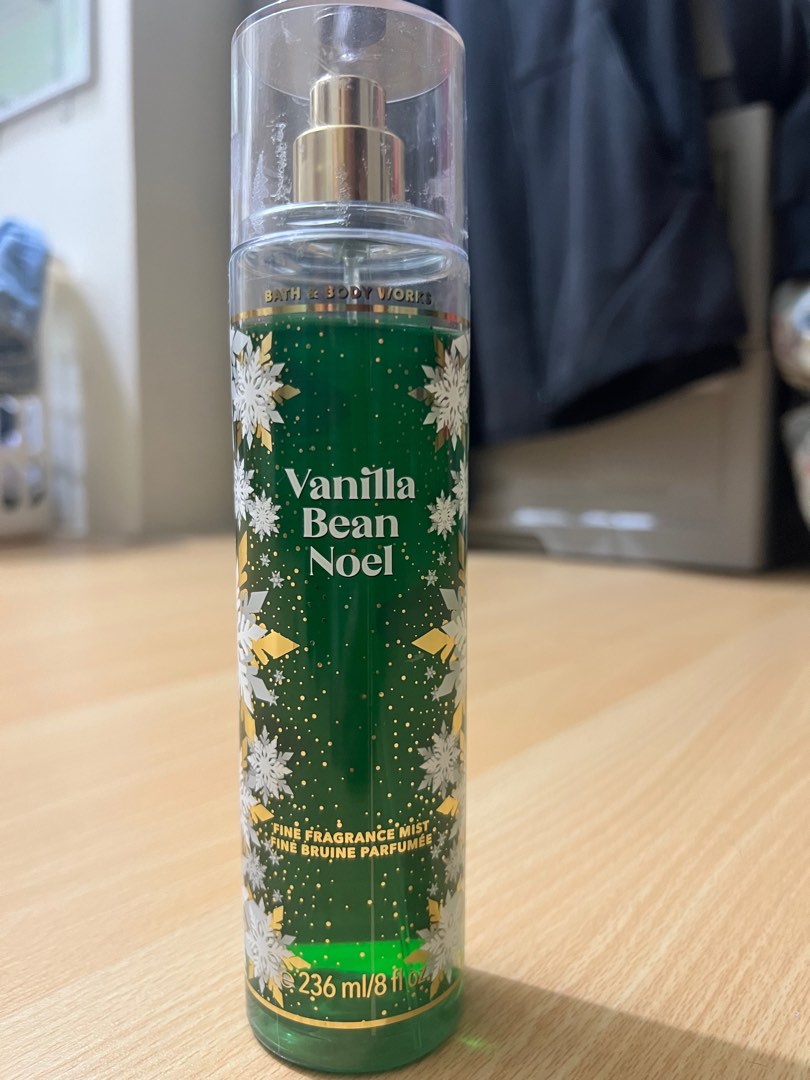 BATH & BODY WORKS
Vanilla
Bean
Noel
FINE FRAGRANCE MIST
FINE BRUINE PARFUMÉE
℮ 236 ml/8 fl oz